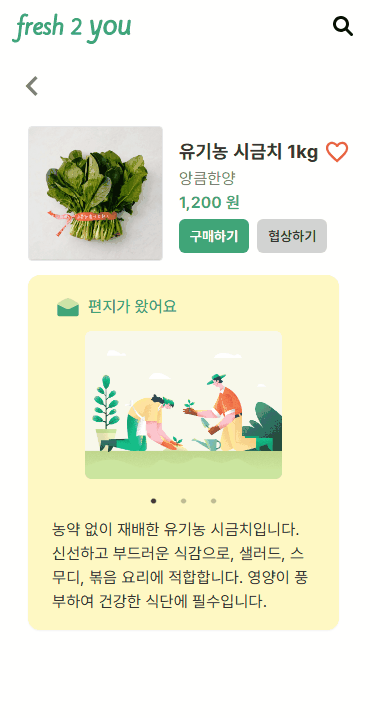 fresh 2 you
유기농 시금치 1kg
앙큼한양
1,200 원
구매하기 협상하기
편지가 왔어요
농약 없이 재배한 유기농 시금치입니다.
신선하고 부드러운 식감으로, 샐러드, 스
무디, 볶음 요리에 적합합니다. 영양이 풍
부하여 건강한 식단에 필수입니다.